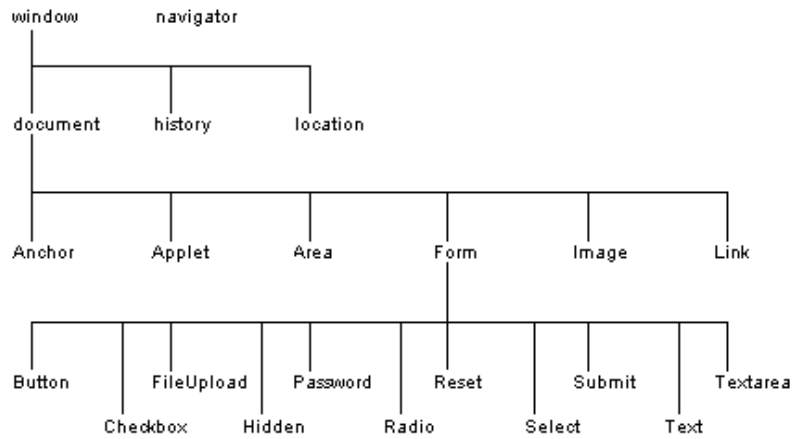 window navigator
document history location
Anchor Applet Area Form Image Link
Button FileUpload Password Reset Submit Textarea
Checkbox Hidden Radio Select Text